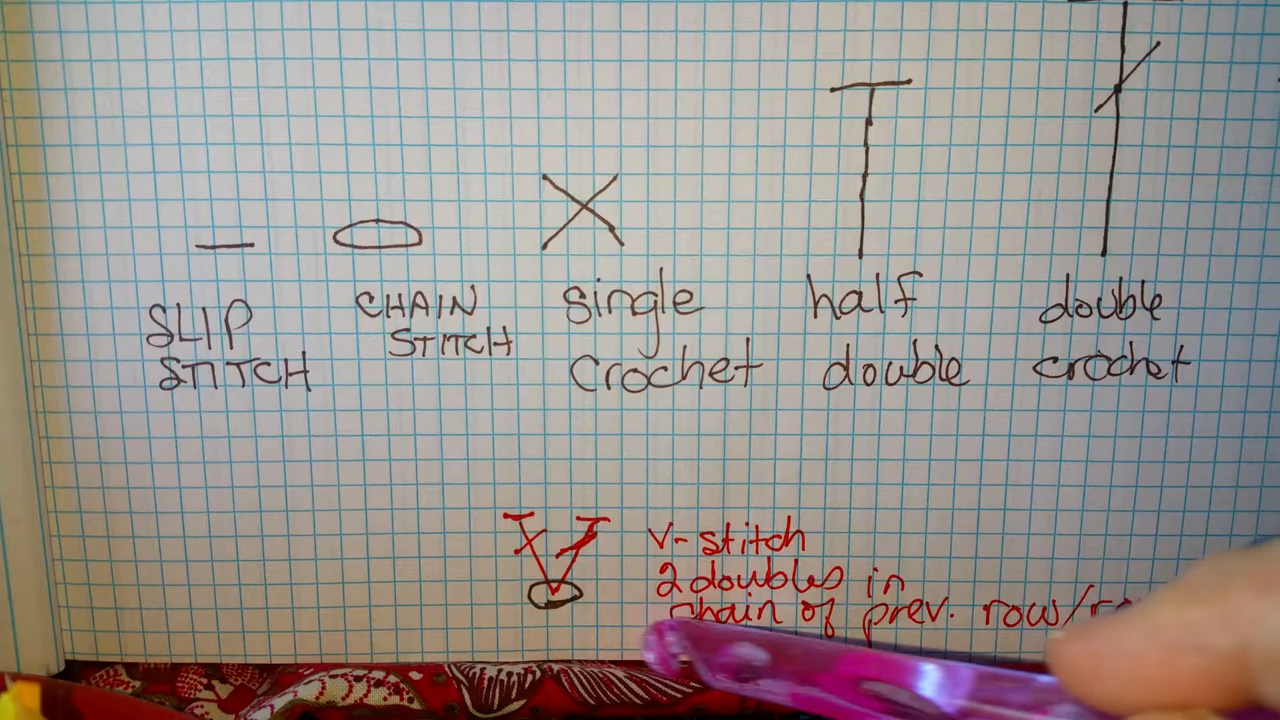 SLIP
STITCH
CHAIN
STITCH
single
crochet
half
double
double
crochet
V-stitch
2 doubles in
chain of prev. row/